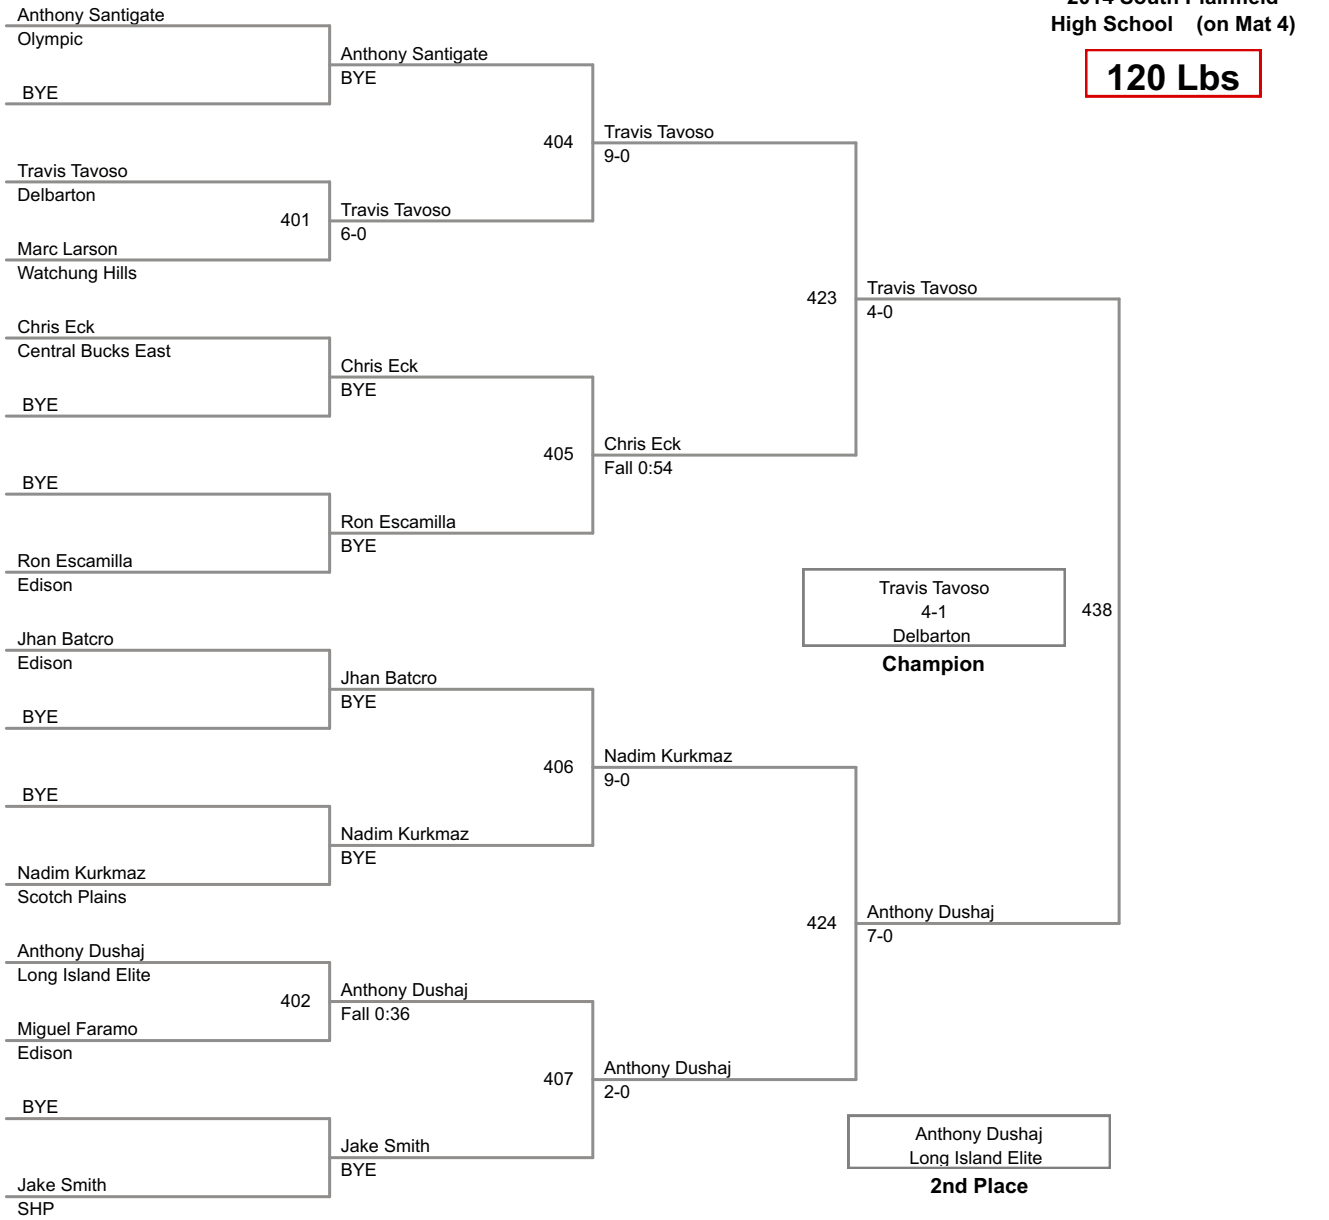 2014 South Plainfield
High School (on Mat 4)
120 Lbs
Anthony Santigate
Olympic
BYE
Travis Tavoso
Delbarton
401
Marc Larson
Watchung Hills
Chris Eck
Central Bucks East
BYE
BYE
Ron Escamilla
Edison
Jhan Batcro
Edison
BYE
BYE
Nadim Kurkmaz
Scotch Plains
Anthony Dushaj
Long Island Elite
402
Miguel Faramo
Edison
BYE
Jake Smith
SHP
Anthony Santigate
BYE
404
Travis Tavoso
6-0
Chris Eck
BYE
405
Ron Escamilla
BYE
Jhan Batcro
BYE
406
Nadim Kurkmaz
BYE
Anthony Dushaj
Fall 0:36
407
Jake Smith
BYE
Travis Tavoso
9-0
423
Chris Eck
Fall 0:54
Nadim Kurkmaz
9-0
424
Anthony Dushaj
2-0
Travis Tavoso
4-0
438
Anthony Dushaj
7-0
Travis Tavoso
4-1
Delbarton
Champion
Anthony Dushaj
Long Island Elite
2nd Place